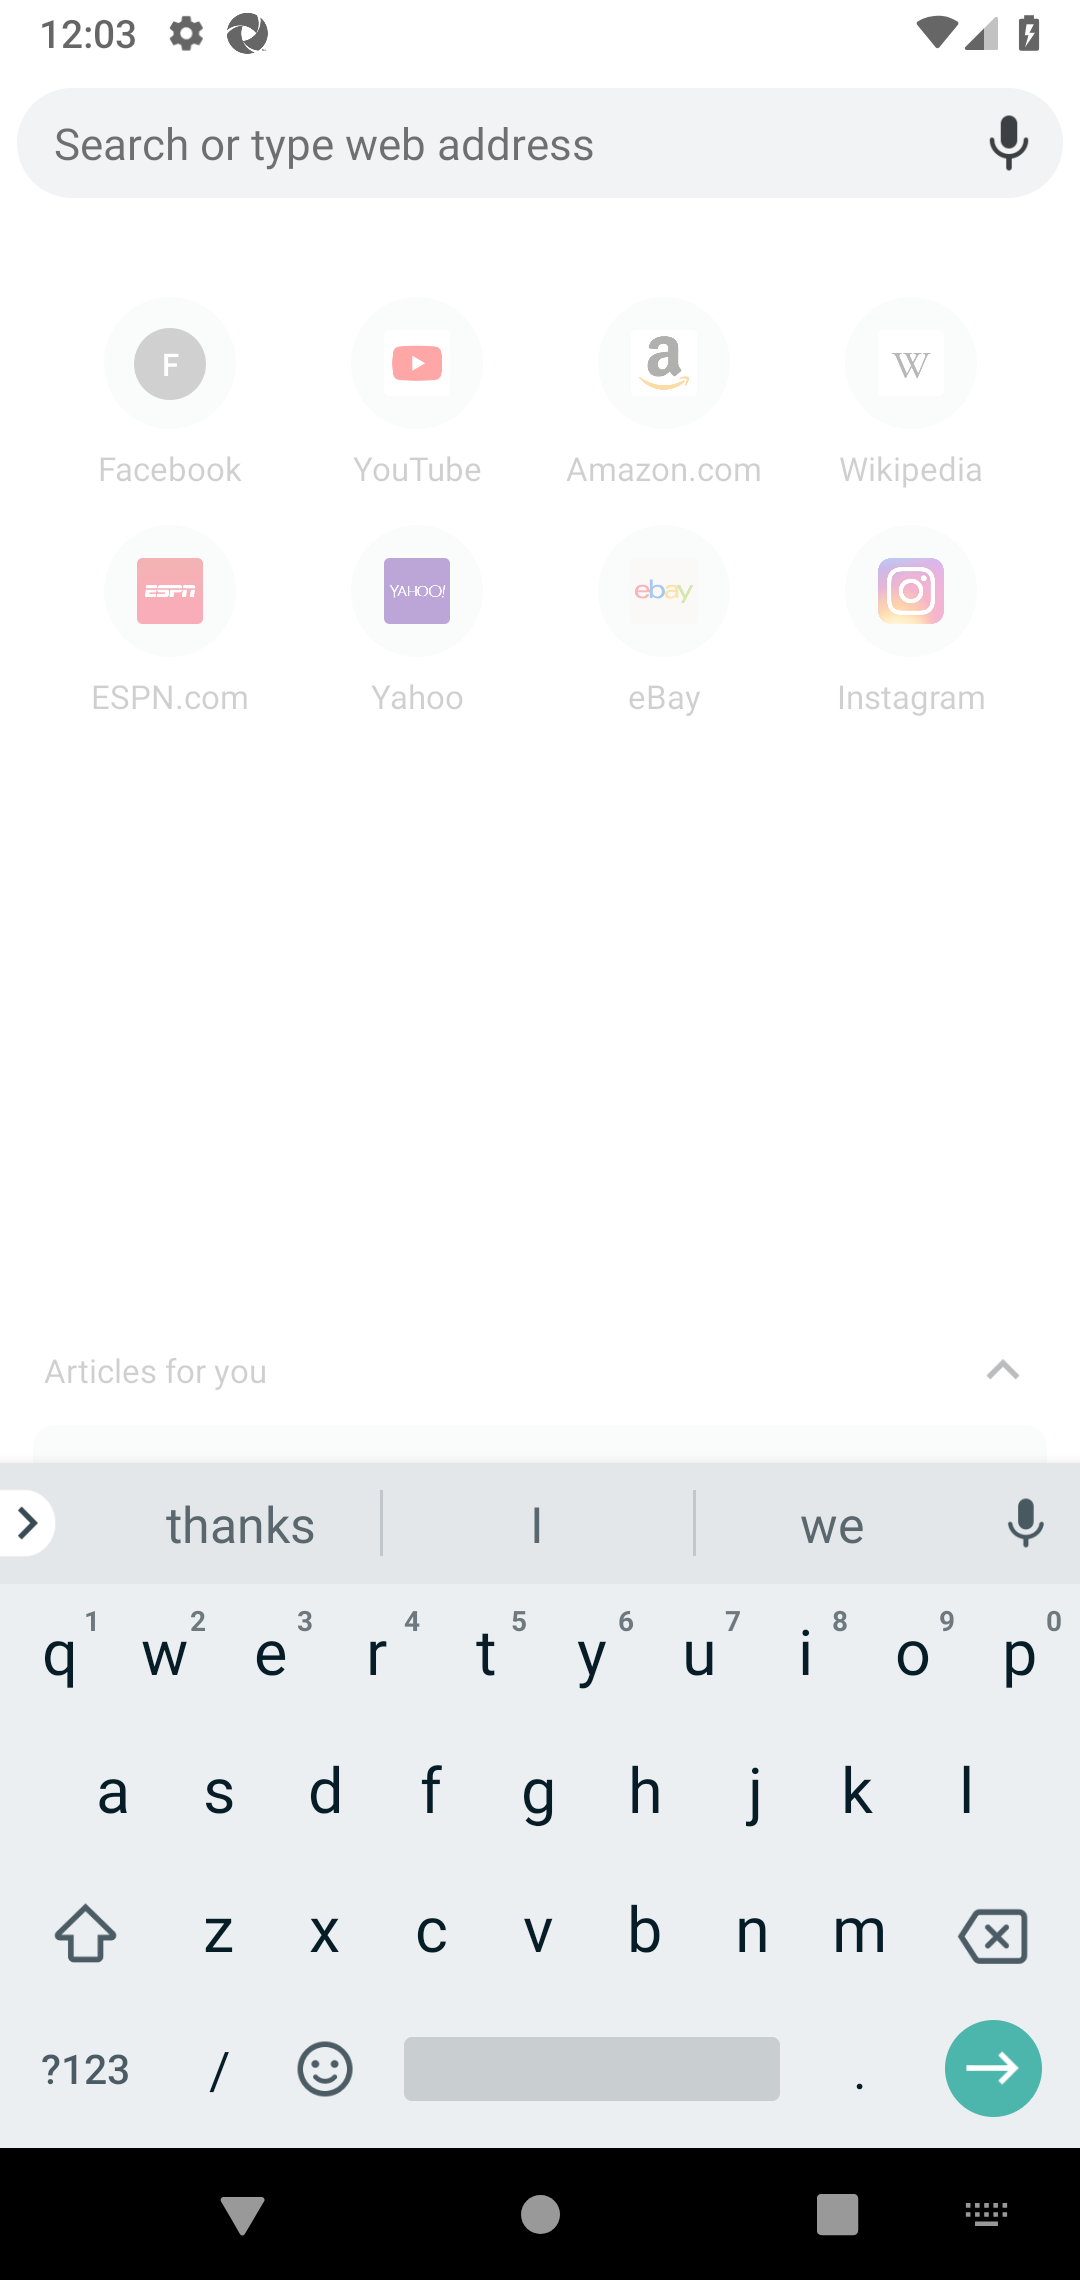 12:03
Search or type web address
F
a
W
Facebook YouTube Amazon.com Wikipedia
ESPN YAHOO! ebay
ESPN.com Yahoo eBay Instagram
Articles for you
thanks I we
1 2 3 4 5 6 7 8 9 0
q w e r t y u i o p
a s d f g h j k l
z x c v b n m
?123 / .